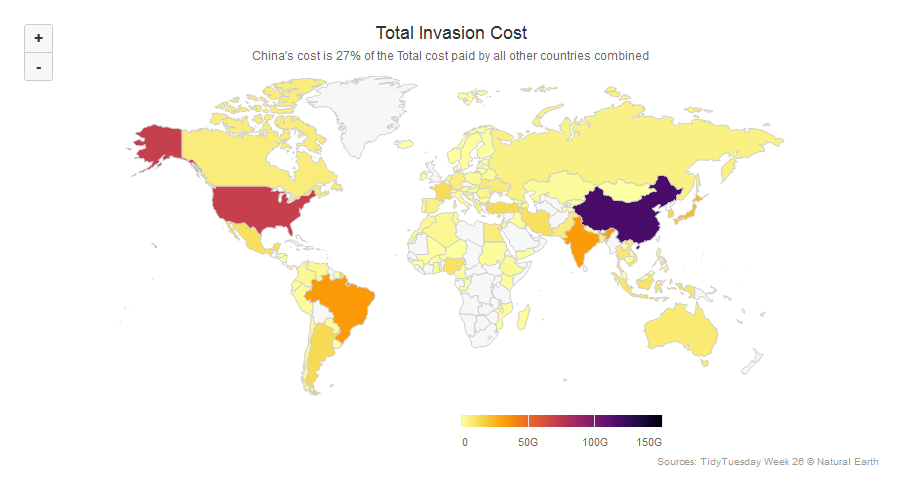 +
-
Total Invasion Cost
China's cost is 27% of the Total cost paid by all other countries combined
0 50G 100G 150G
Sources: TidyTuesday Week 26 © Natural Earth